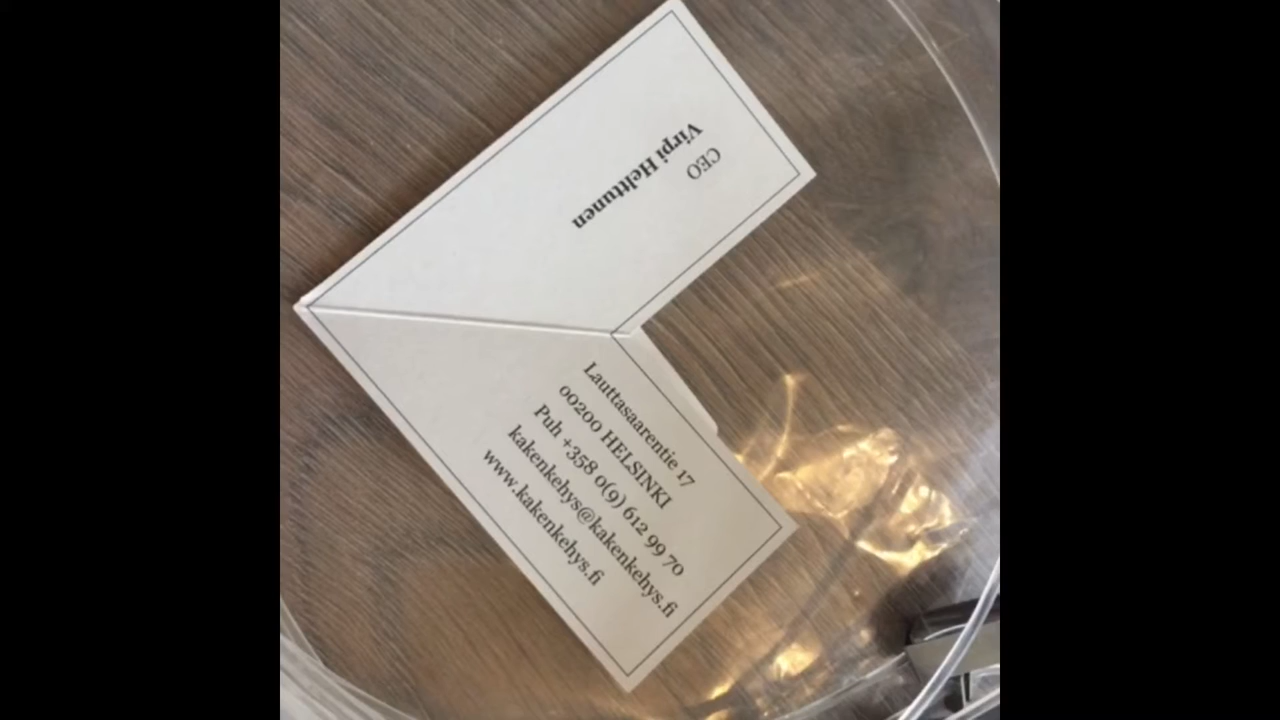 Virpi Helttunen
CEO
Lauttasaarentie 17
00200 HELSINKI
Puh +358 0(9) 612 99 70
kakenkehys@kakenkehys.fi
www.kakenkehys.fi